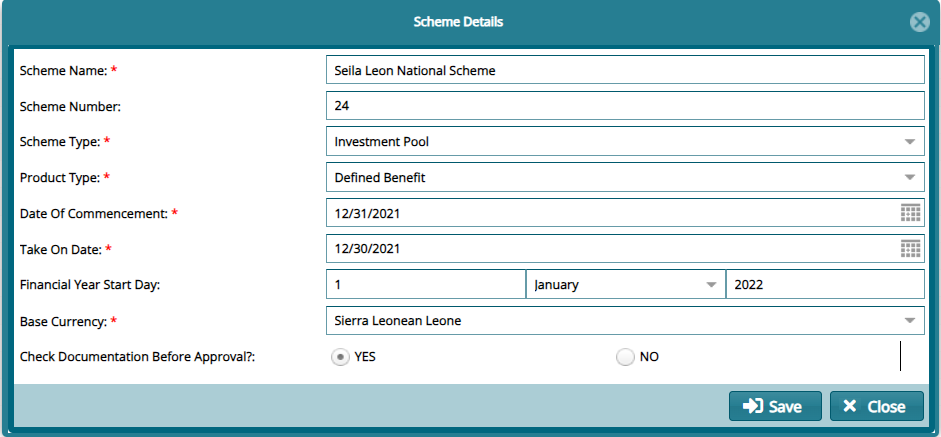 Scheme Details
Scheme Name: * Seila Leon National Scheme
Scheme Number: 24
Scheme Type: * Investment Pool
Product Type: * Defined Benefit
Date Of Commencement: * 12/31/2021
Take On Date: * 12/30/2021
Financial Year Start Day: 1 January 2022
Base Currency: * Sierra Leonean Leone
Check Documentation Before Approval?: YES NO
Save Close